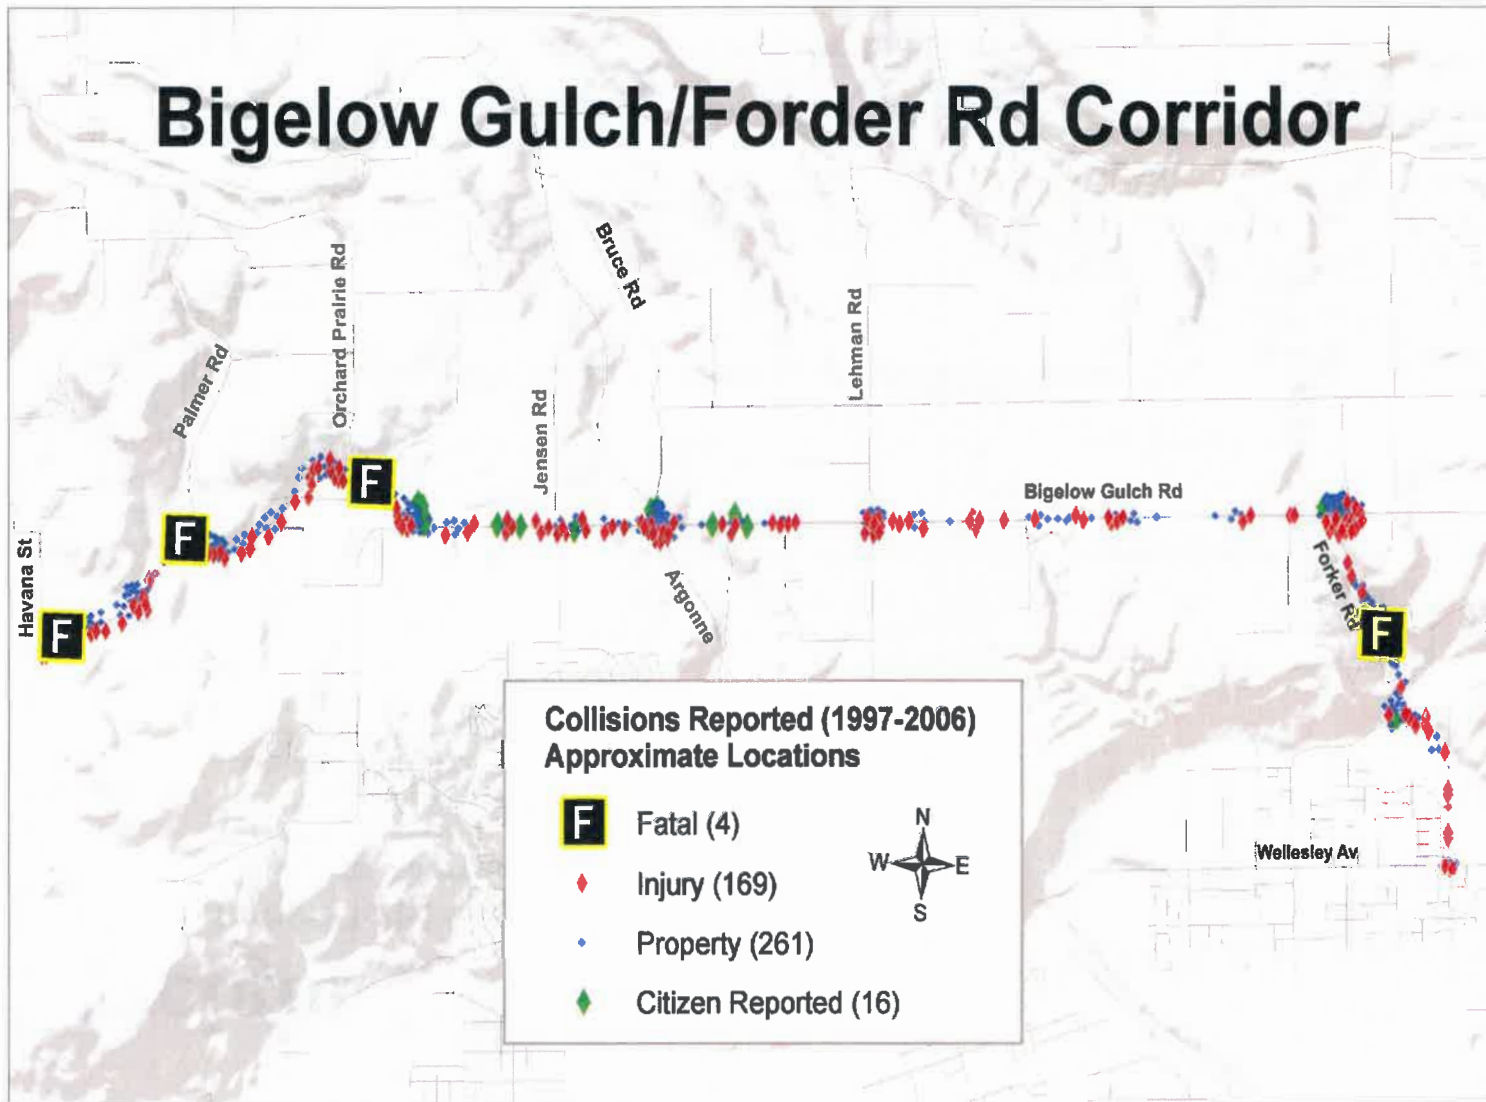 Bigelow Gulch/Forder Rd Corridor
Bruce Rd
Orchard Prairie Rd
Lehman Rd
Palmer Rd
Jensen Rd
F
Bigelow Gulch Rd
F
Havana St
Forker Rd
Argonne
F
F
Collisions Reported (1997-2006)
Approximate Locations
F Fatal (4)
Injury (169)
Property (261)
Citizen Reported (16)
N
W E
S
Wellesley Av